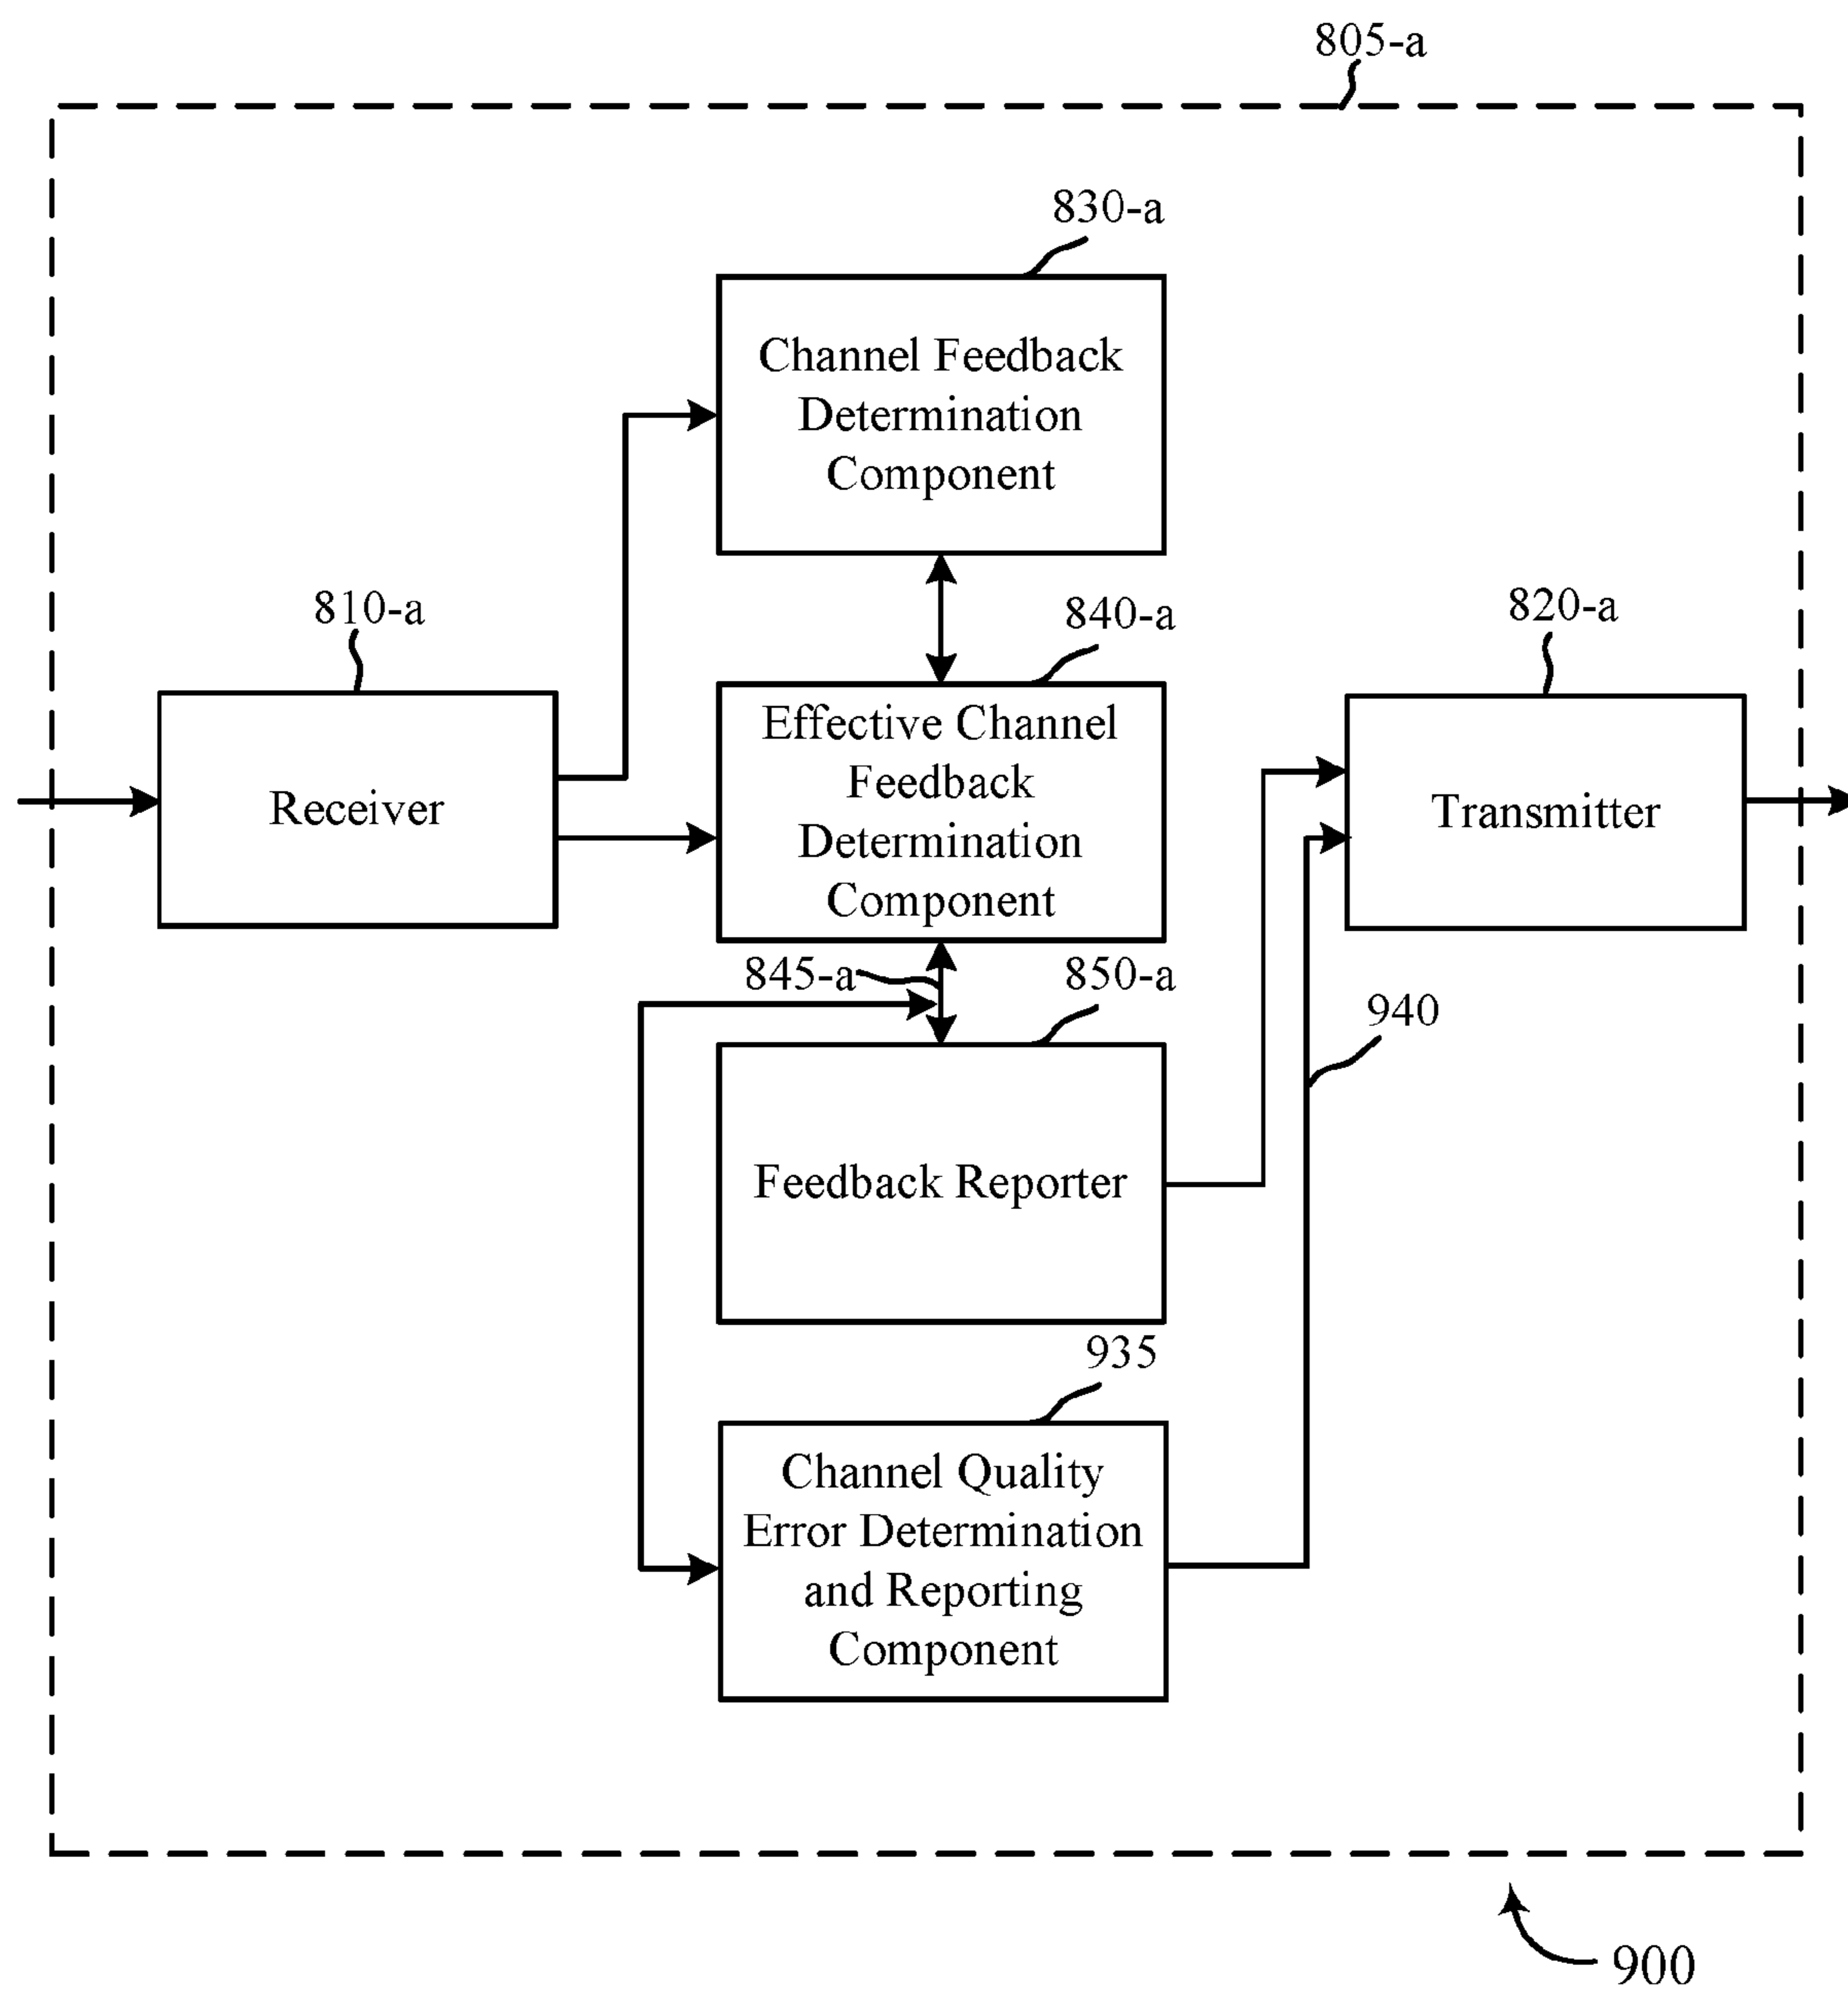 805-a
830-a
Channel Feedback
Determination
Component
810-a
840-a
820-a
Receiver
Effective Channel
Feedback
Determination
Component
Transmitter
845-a
850-a
940
Feedback Reporter
935
Channel Quality
Error Determination
and Reporting
Component
900